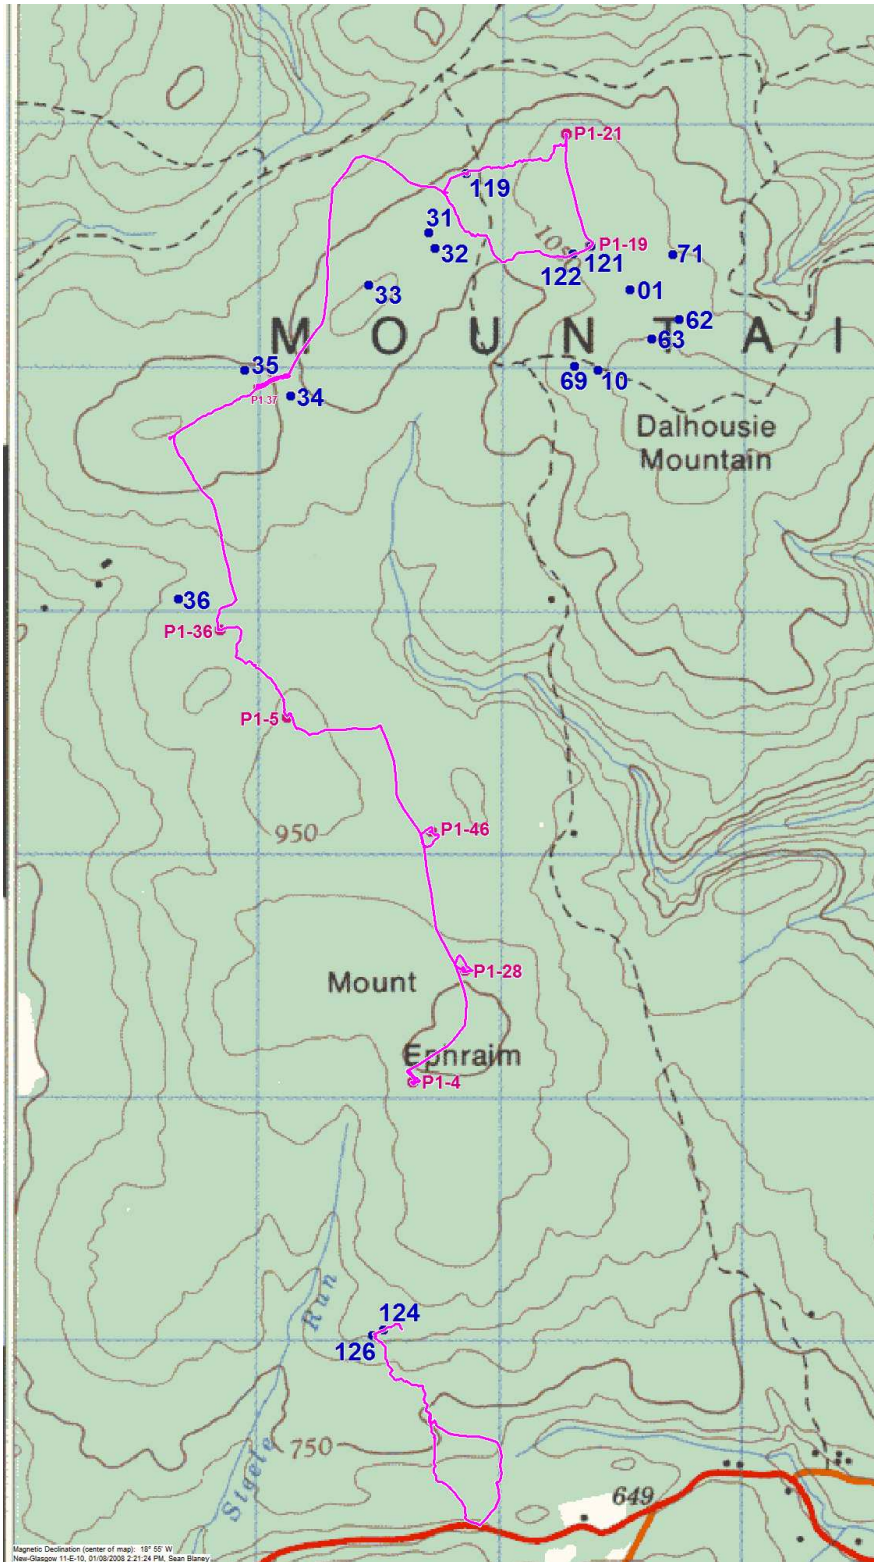 P1-21
119
31
32
1050
P1-19
122
121
71
33
01
62
63
M O U N T A I
35
P1-37
34
69
10
Dalhousie
Mountain
36
P1-36
P1-5
950
P1-46
Mount
P1-28
Ephraim
P1-4
Run
124
126
750
Steele
649
Magnetic Declination (center of map): 18° 55' W
New-Glasgow 11-E-10, 01/08/2008 2:21:24 PM, Sean Blaney